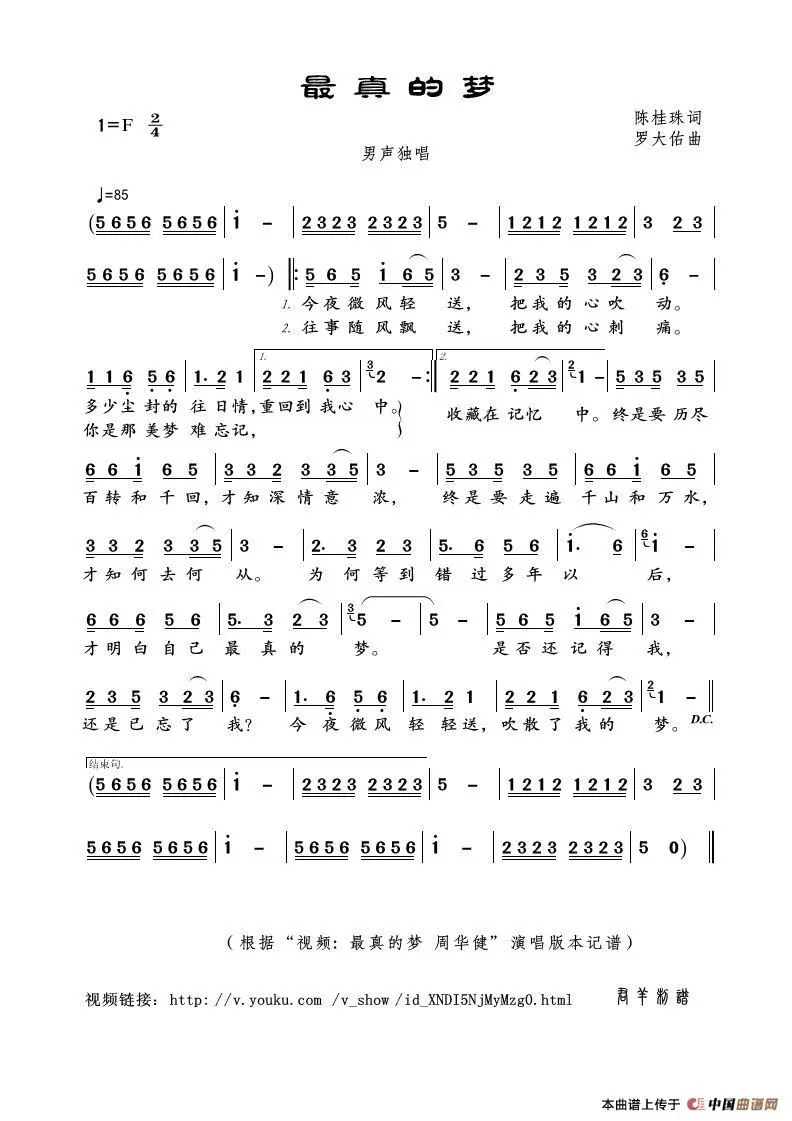 最真的梦
1=F 2/4
陈桂珠词
罗大佑曲
男声独唱
♩=85
(5656 5656 | i - | 2323 2323 | 5 - | 1212 1212 | 3 23 |
5656 5656 | i -) ‖: 565 i65 | 3 - | 235 323 | 6 - |
1. 今夜微风轻 送, 把我的心吹 动。
2. 往事随风飘 送, 把我的心刺 痛。
1. 2.
116 56 | 1. 21 | 221 63 | 3 2 - :‖ 221 623 | 2 1 - | 535 35 |
多少尘 封的 往 日情,重回到 我心 中。 收藏在 记忆 中。 终是要 历尽
你是那 美梦 难 忘记,
66i 65 | 332 335 | 3 - | 535 35 | 66i 65 |
百转和 千回, 才知深 情意 浓, 终是要 走遍 千山和 万水,
332 335 | 3 - | 2. 3 23 | 5. 6 56 | i. 6 | 6 i - |
才知何 去何 从。 为 何等到 错 过多年 以 后,
666 56 | 5. 3 23 | 3 5 - | 5 - | 565 i65 | 3 - |
才明白 自己 最 真的 梦。 是否还 记得 我,
235 323 | 6 - | 1. 6 56 | 1. 21 | 221 623 | 2 1 - ‖
还是已 忘了 我? 今 夜微风 轻 轻送, 吹散了 我的 梦。 D.C.
结束句.
(5656 5656 | i - | 2323 2323 | 5 - | 1212 1212 | 3 23 |
5656 5656 | i - | 5656 5656 | i - | 2323 2323 | 5 0) ‖
(根据“视频: 最真的梦 周华健”演唱版本记谱)
视频链接: http://v.youku.com /v_show /id_XNDI5NjMyMzg0.html
君羊制谱
本曲谱上传于 中国曲谱网